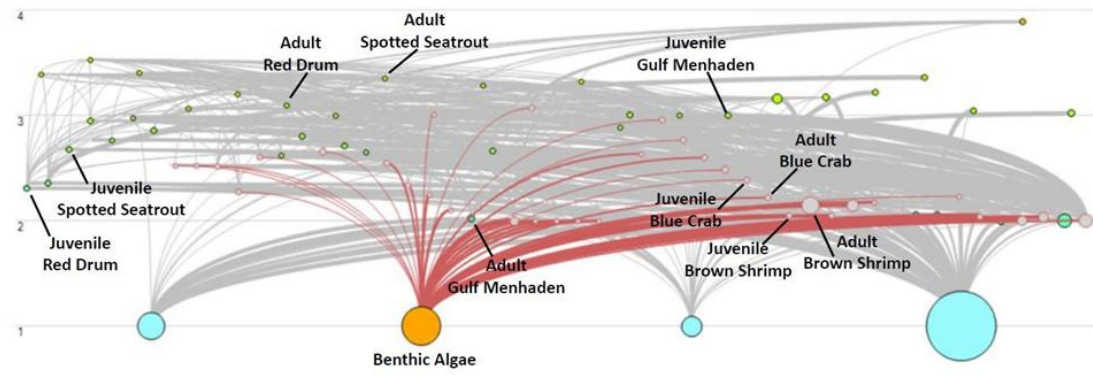 4
Adult
Spotted Seatrout
Adult
Red Drum
Juvenile
Gulf Menhaden
3
Adult
Blue Crab
Juvenile
Spotted Seatrout
Juvenile
Blue Crab
2
Juvenile
Red Drum
Adult
Gulf Menhaden
Juvenile
Brown Shrimp
Adult
Brown Shrimp
1
Benthic Algae